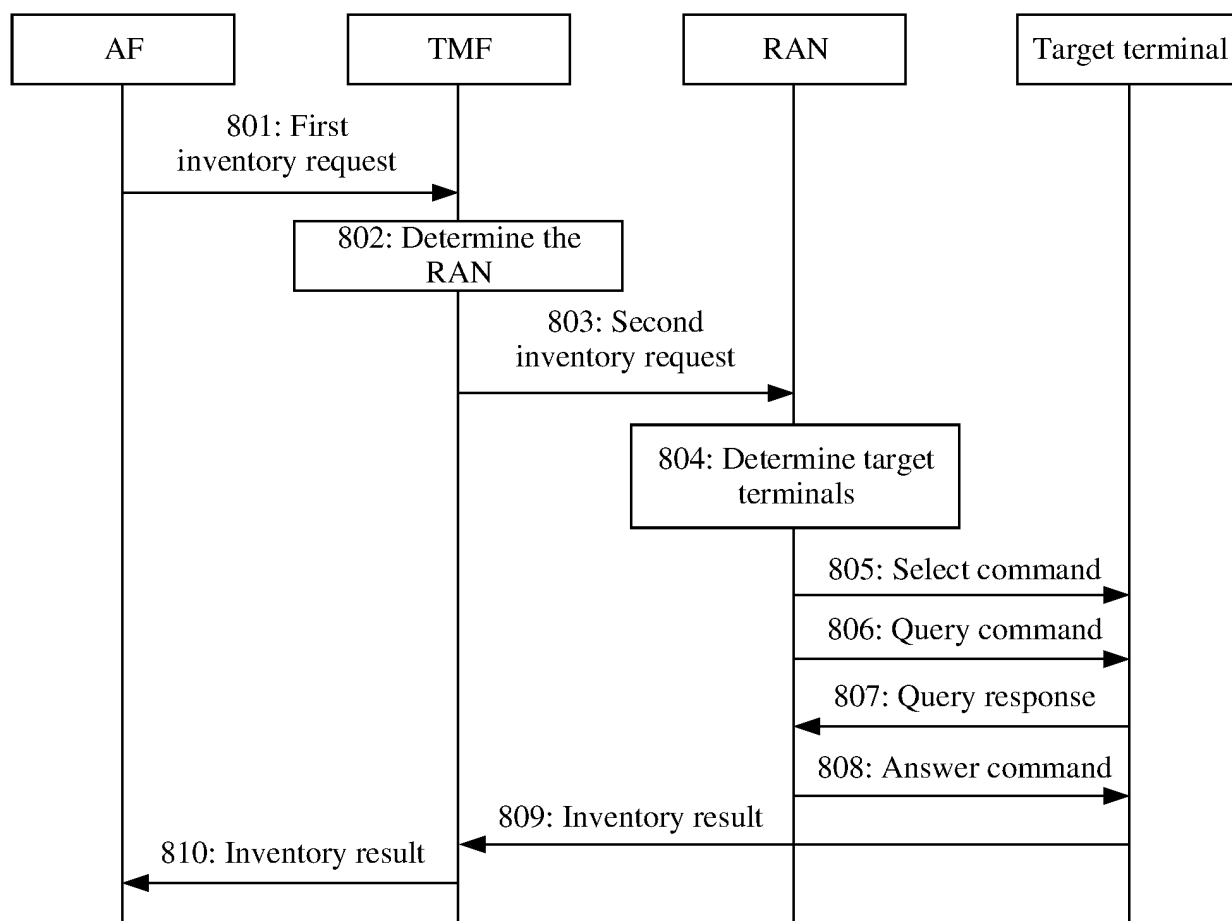 AF
TMF
RAN
Target terminal
801: First
inventory request
802: Determine the
RAN
803: Second
inventory request
804: Determine target
terminals
805: Select command
806: Query command
807: Query response
808: Answer command
809: Inventory result
810: Inventory result